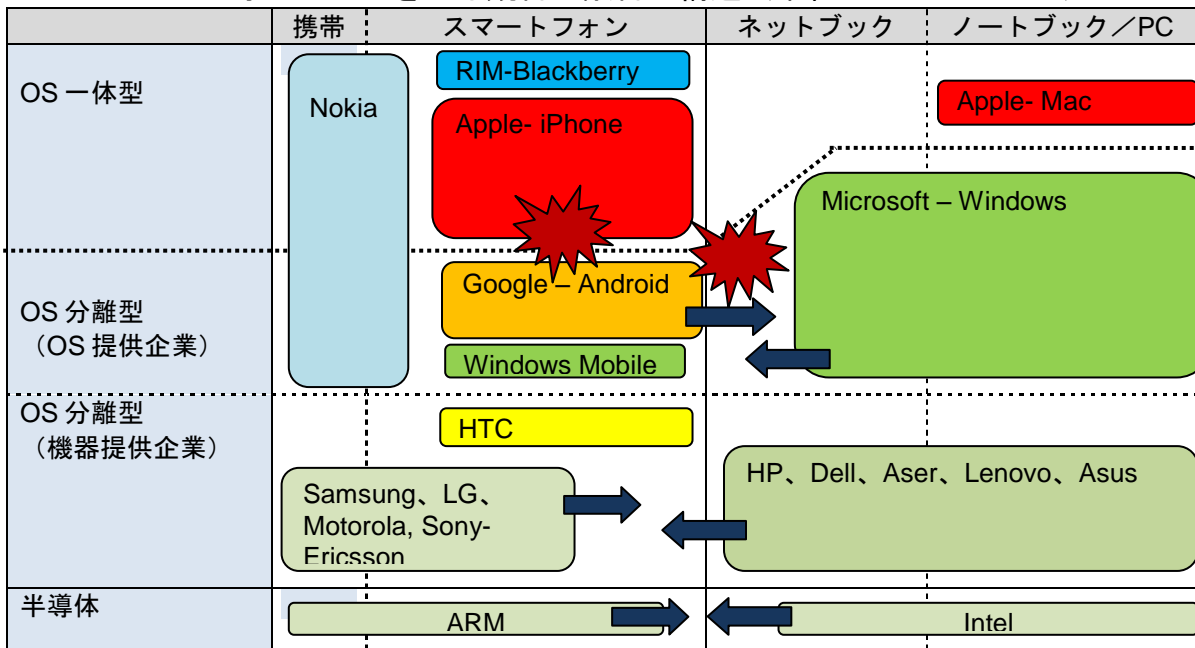 携帯 スマートフォン ネットブック ノートブック／PC
OS 一体型
Nokia
RIM-Blackberry
Apple- iPhone
Apple- Mac
Microsoft – Windows
OS 分離型
（OS 提供企業）
Google – Android
Windows Mobile
OS 分離型
（機器提供企業）
HTC
Samsung、LG、
Motorola, Sony-
Ericsson
HP、Dell、Aser、Lenovo、Asus
半導体
ARM
Intel